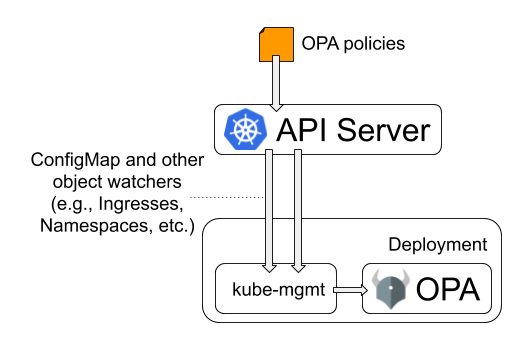 OPA policies
API Server
ConfigMap and other
object watchers
(e.g., Ingresses,
Namespaces, etc.)
Deployment
kube-mgmt
OPA